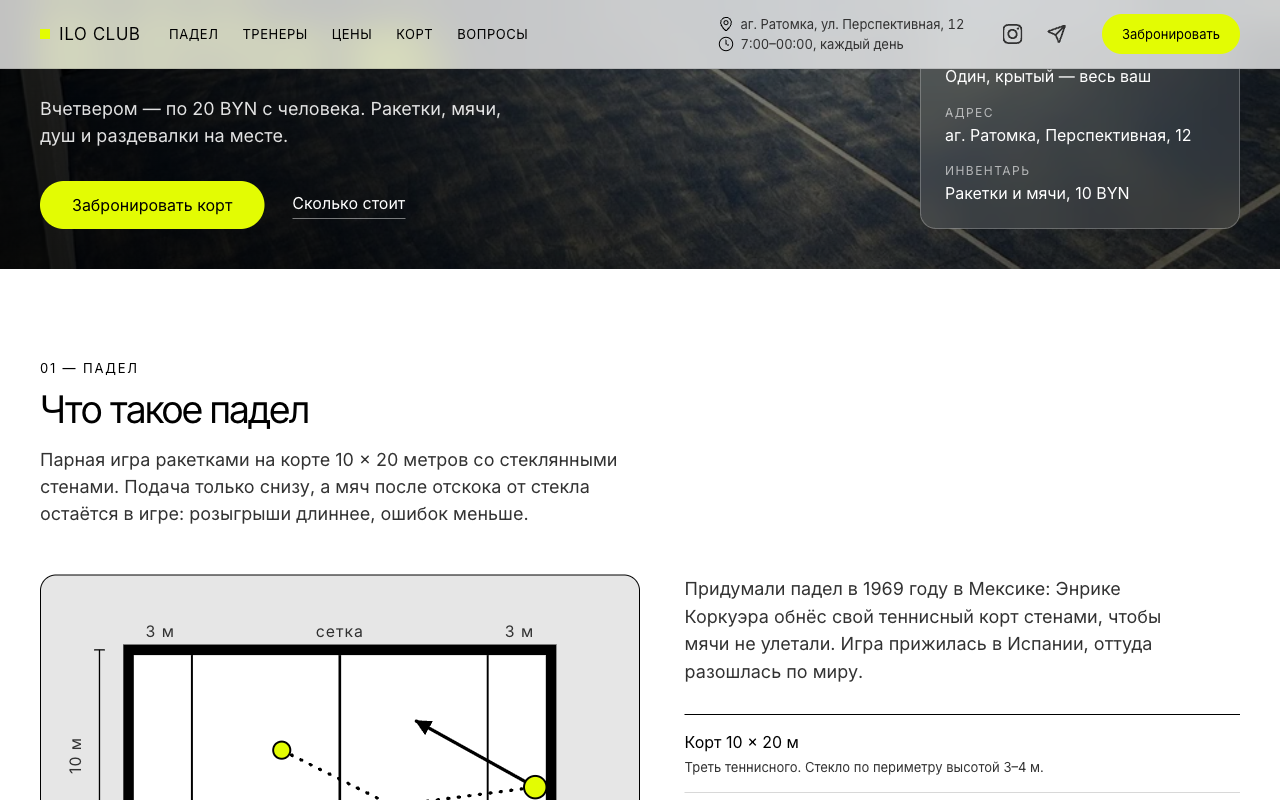 ILO CLUB ПАДЕЛ ТРЕНЕРЫ ЦЕНЫ КОРТ ВОПРОСЫ
аг. Ратомка, ул. Перспективная, 12
7:00–00:00, каждый день
Забронировать
Вчетвером — по 20 BYN с человека. Ракетки, мячи,
душ и раздевалки на месте.
Забронировать корт
Сколько стоит
Один, крытый — весь ваш
АДРЕС
аг. Ратомка, Перспективная, 12
ИНВЕНТАРЬ
Ракетки и мячи, 10 BYN
01 — ПАДЕЛ
Что такое падел
Парная игра ракетками на корте 10 × 20 метров со стеклянными
стенами. Подача только снизу, а мяч после отскока от стекла
остаётся в игре: розыгрыши длиннее, ошибок меньше.
3 м сетка 3 м
10 м
Придумали падел в 1969 году в Мексике: Энрике
Коркуэра обнёс свой теннисный корт стенами, чтобы
мячи не улетали. Игра прижилась в Испании, оттуда
разошлась по миру.
Корт 10 × 20 м
Треть теннисного. Стекло по периметру высотой 3–4 м.